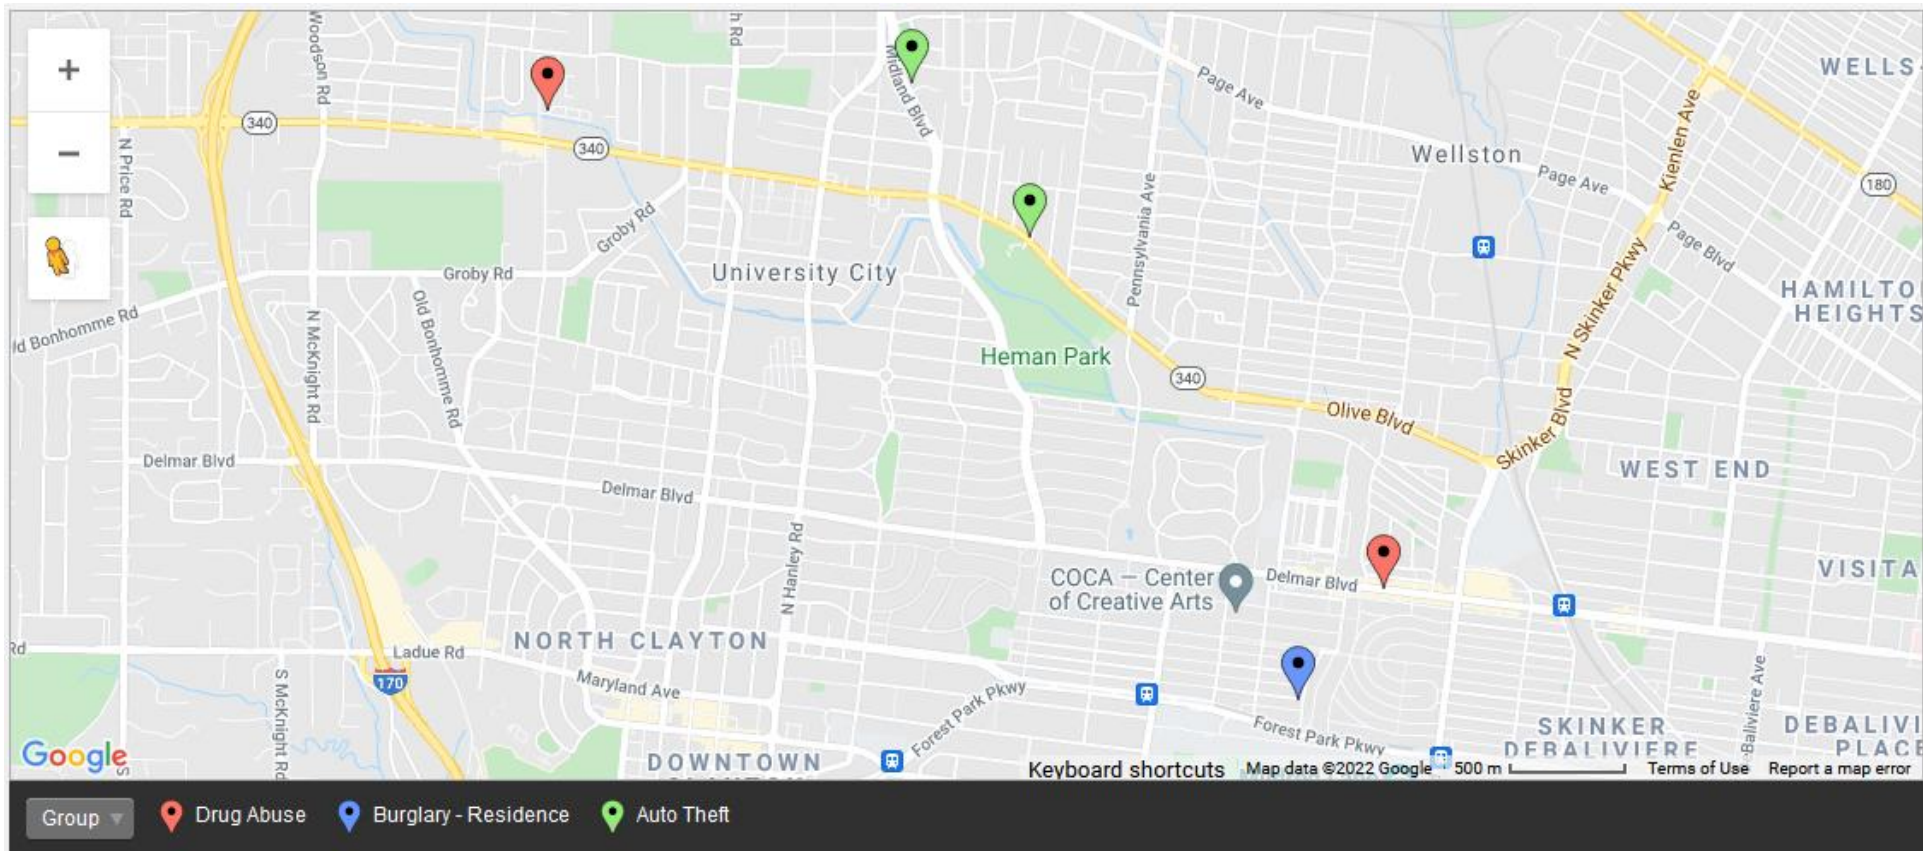 +
−
Woodson Rd
h Rd
Midland Blvd
Page Ave
WELLS-
340
340
N Price Rd
Wellston
Page Ave
Kienlen Ave
180
Groby Rd
Groby Rd
University City
Pennsylvania Ave
Page Blvd
N Skinker Pkwy
HAMILTO
HEIGHTS
ld Bonhomme Rd
Old Bonhomme Rd
N McKnight Rd
Heman Park
340
Olive Blvd
Skinker Blvd
WEST END
Delmar Blvd
Delmar Blvd
N Hanley Rd
COCA — Center
of Creative Arts
Delmar Blvd
VISITA
NORTH CLAYTON
Rd
Ladue Rd
170
Maryland Ave
S McKnight Rd
Forest Park Pkwy
Forest Park Pkwy
SKINKER
DEBALIVIERE
DEBALIVI
PLACE
Baliviere Ave
DOWNTOWN
S
Google
Keyboard shortcuts
Map data ©2022 Google
500 m
Terms of Use
Report a map error
Group
Drug Abuse
Burglary - Residence
Auto Theft